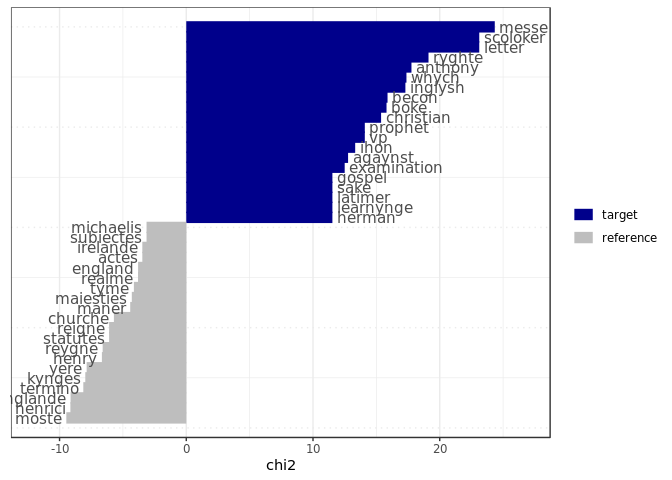 messe
scoloker
letter
ryghte
anthony
whych
inglysh
becon
boke
christian
prophet
vp
ihon
agaynst
examination
gospel
sake
latimer
learnynge
herman
michaelis
subiectes
irelande
actes
england
realme
tyme
maiesties
maner
churche
reigne
statutes
reygne
henry
yere
kynges
termino
nglande
henrici
moste
target
reference
-10 0 10 20
chi2